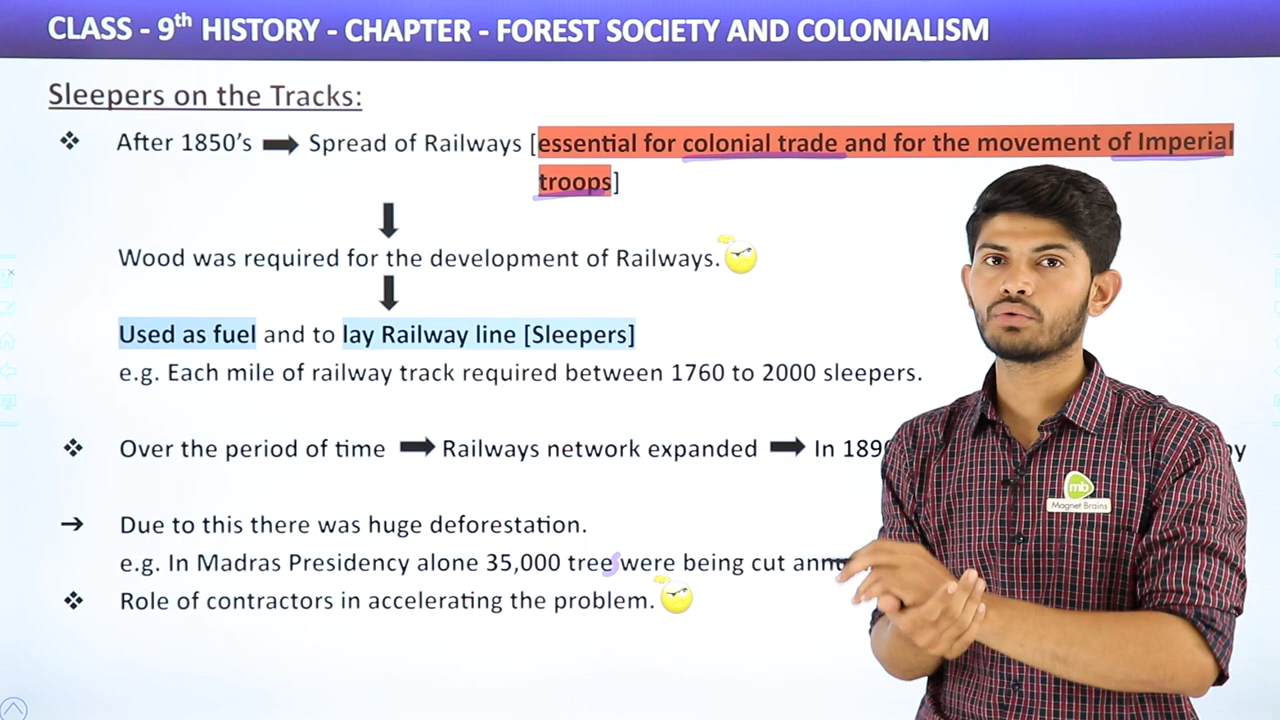 CLASS - 9th HISTORY - CHAPTER - FOREST SOCIETY AND COLONIALISM
Sleepers on the Tracks:
❖ After 1850’s ➡ Spread of Railways [essential for colonial trade and for the movement of Imperial
troops]
Wood was required for the development of Railways.
Used as fuel and to lay Railway line [Sleepers]
e.g. Each mile of railway track required between 1760 to 2000 sleepers.
❖ Over the period of time ➡ Railways network expanded ➡ In
→ Due to this there was huge deforestation.
e.g. In Madras Presidency alone 35,000 trees were being cut
❖ Role of contractors in accelerating the problem.
mb
Magnet Brains